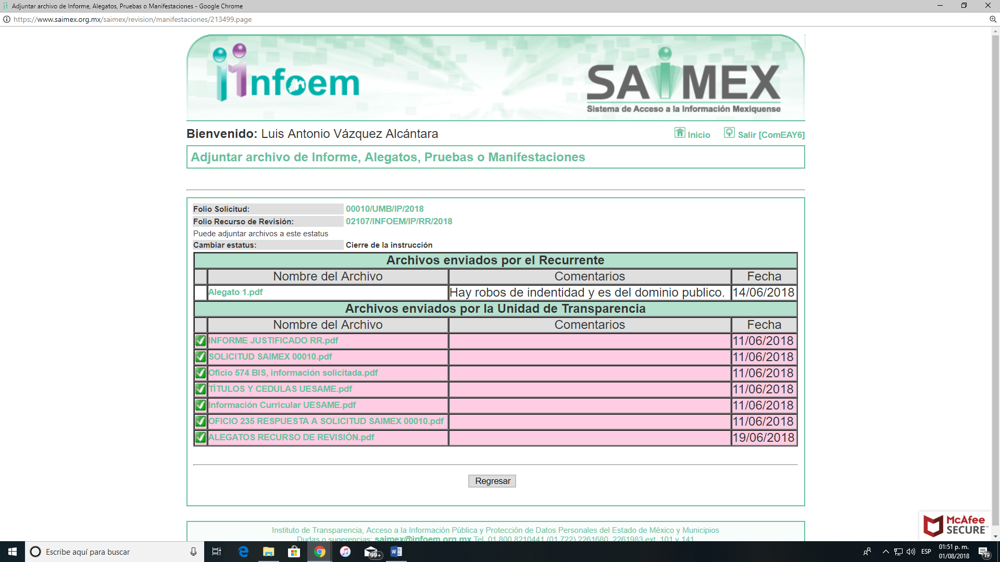 Adjuntar archivo de Informe, Alegatos, Pruebas o Manifestaciones - Google Chrome
https://www.saimex.org.mx/saimex/revision/manifestaciones/213499.page
infoem
SAIMEX
Sistema de Acceso a la Información Mexiquense
Bienvenido: Luis Antonio Vázquez Alcántara
Inicio Salir [ComEAY6]
Adjuntar archivo de Informe, Alegatos, Pruebas o Manifestaciones
Folio Solicitud: 00010/UMB/IP/2018
Folio Recurso de Revisión: 02107/INFOEM/IP/RR/2018
Puede adjuntar archivos a este estatus
Cambiar estatus: Cierre de la instrucción
Archivos enviados por el Recurrente
Nombre del Archivo Comentarios Fecha
Alegato 1.pdf Hay robos de indentidad y es del dominio publico. 14/06/2018
Archivos enviados por la Unidad de Transparencia
Nombre del Archivo Comentarios Fecha
INFORME JUSTIFICADO RR.pdf 11/06/2018
SOLICITUD SAIMEX 00010.pdf 11/06/2018
Oficio 574 BIS, información solicitada.pdf 11/06/2018
TÍTULOS Y CEDULAS UESAME.pdf 11/06/2018
Información Curricular UESAME.pdf 11/06/2018
OFICIO 235 RESPUESTA A SOLICITUD SAIMEX 00010.pdf 11/06/2018
ALEGATOS RECURSO DE REVISIÓN.pdf 19/06/2018
Regresar
Instituto de Transparencia, Acceso a la Información Pública y Protección de Datos Personales del Estado de México y Municipios
Dudas o sugerencias: saimex@infoem.org.mx Tel. 01 800 8210441 (01 722) 2261680, 2261983 ext. 101 y 141
McAfee
SECURE
Escribe aquí para buscar
99+
ESP
01:51 p. m.
01/08/2018
19